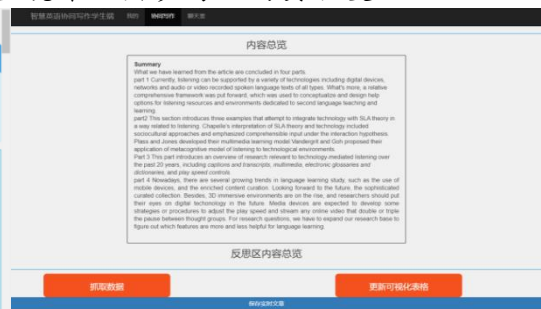 智慧英语协同写作学生端 我的 协同写作 聊天室
内容总览
Summary
What we have learned from the article are concluded in four parts
part 1 Currently, listening can be supported by a variety of technologies including digital devices,
networks and audio or video recorded spoken language texts of all types. What's more, a relative
comprehensive framework was put forward, which was used to conceptualize and design help
options for listening resources and environments dedicated to second language teaching and
learning.
part2 This section introduces three examples that attempt to integrate technology with SLA theory in
a way related to listening. Chapelle's interpretation of SLA theory and technology included
sociocultural approaches and emphasized comprehensible input under the interaction hypothesis.
Plass and Jones developed their multimedia learning model Vandergrift and Goh proposed their
application of metacognitive model of listening to technological environments.
Part 3 This part introduces an overview of research relevant to technology-mediated listening over
the past 20 years, including captions and transcripts, multimedia, electronic glossaries and
dictionaries, and play speed controls
part 4 Nowadays, there are several growing trends in language learning study, such as the use of
mobile devices, and the enriched content curation. Looking forward to the future, the sophisticated
curated collection. Besides, 3D immersive environments are on the rise, and researchers should put
their eyes on digital technology in the future. Media devices are expected to develop some
strategies or procedures to adjust the play speed and stream any online video that double or triple
the pause between thought groups. For research questions, we have to expand our research base to
figure out which features are more and less helpful for language learning.
反思区内容总览
抓取数据 更新可视化表格